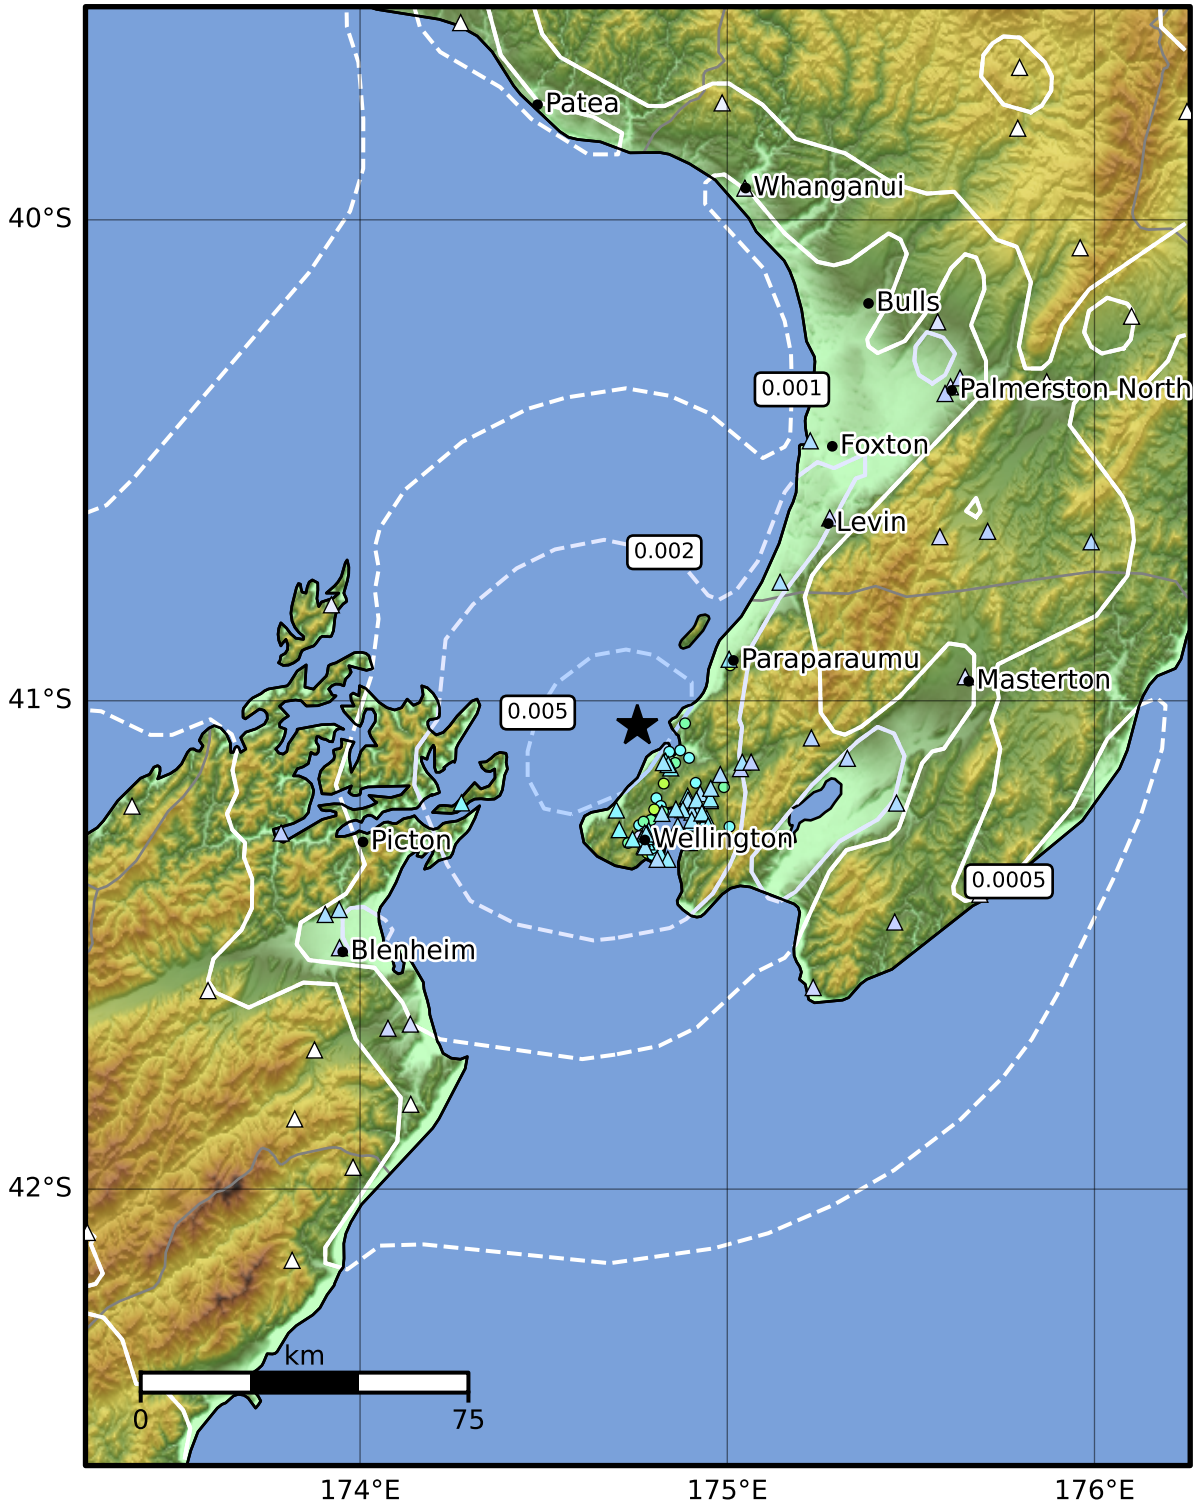 Patea
Whanganui
40°S
Bulls
0.001
Palmerston North
Foxton
Levin
0.002
Paraparaumu
Masterton
41°S
0.005
Wellington
Picton
0.0005
Blenheim
42°S
km
0
75
174°E
175°E
176°E